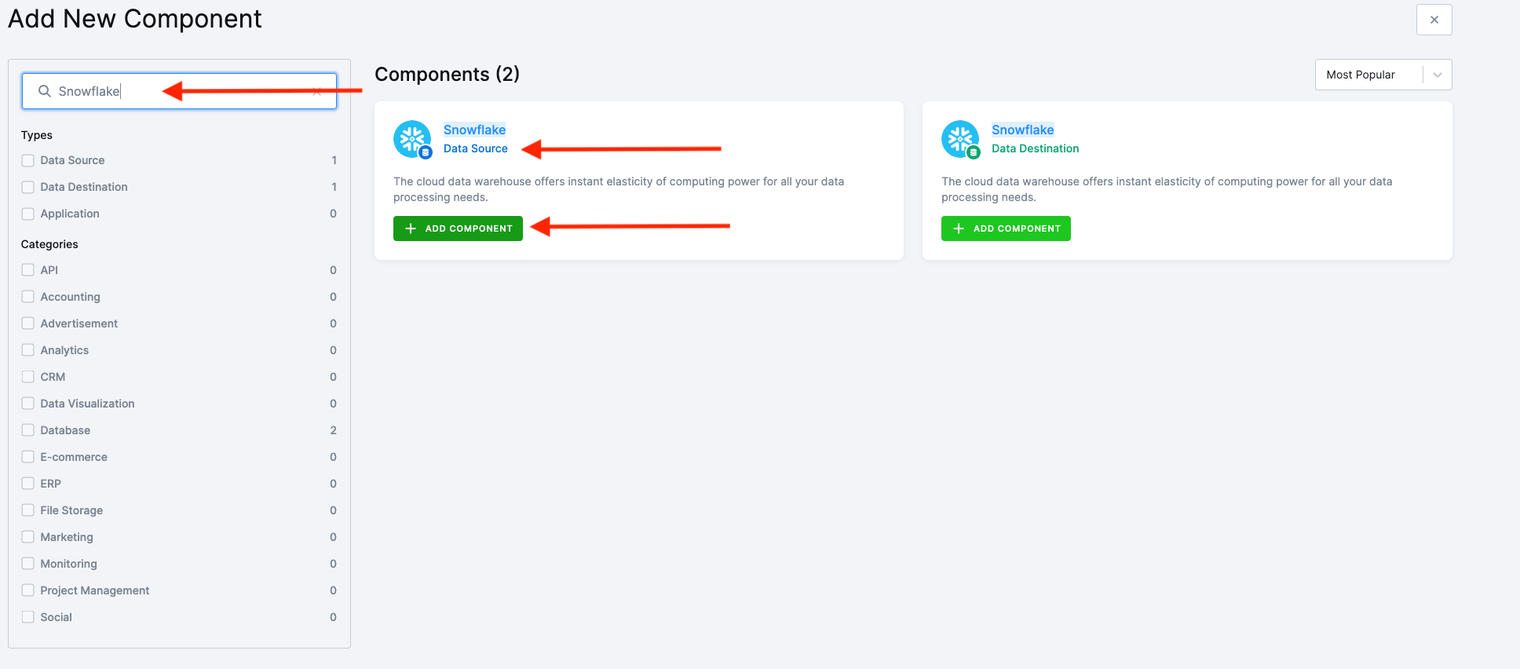 Add New Component
Snowflake
Types
Data Source 1
Data Destination 1
Application 0
Categories
API 0
Accounting 0
Advertisement 0
Analytics 0
CRM 0
Data Visualization 0
Database 2
E-commerce 0
ERP 0
File Storage 0
Marketing 0
Monitoring 0
Project Management 0
Social 0
Components (2)
Most Popular
Snowflake
Data Source
The cloud data warehouse offers instant elasticity of computing power for all your data
processing needs.
ADD COMPONENT
Snowflake
Data Destination
The cloud data warehouse offers instant elasticity of computing power for all your data
processing needs.
ADD COMPONENT